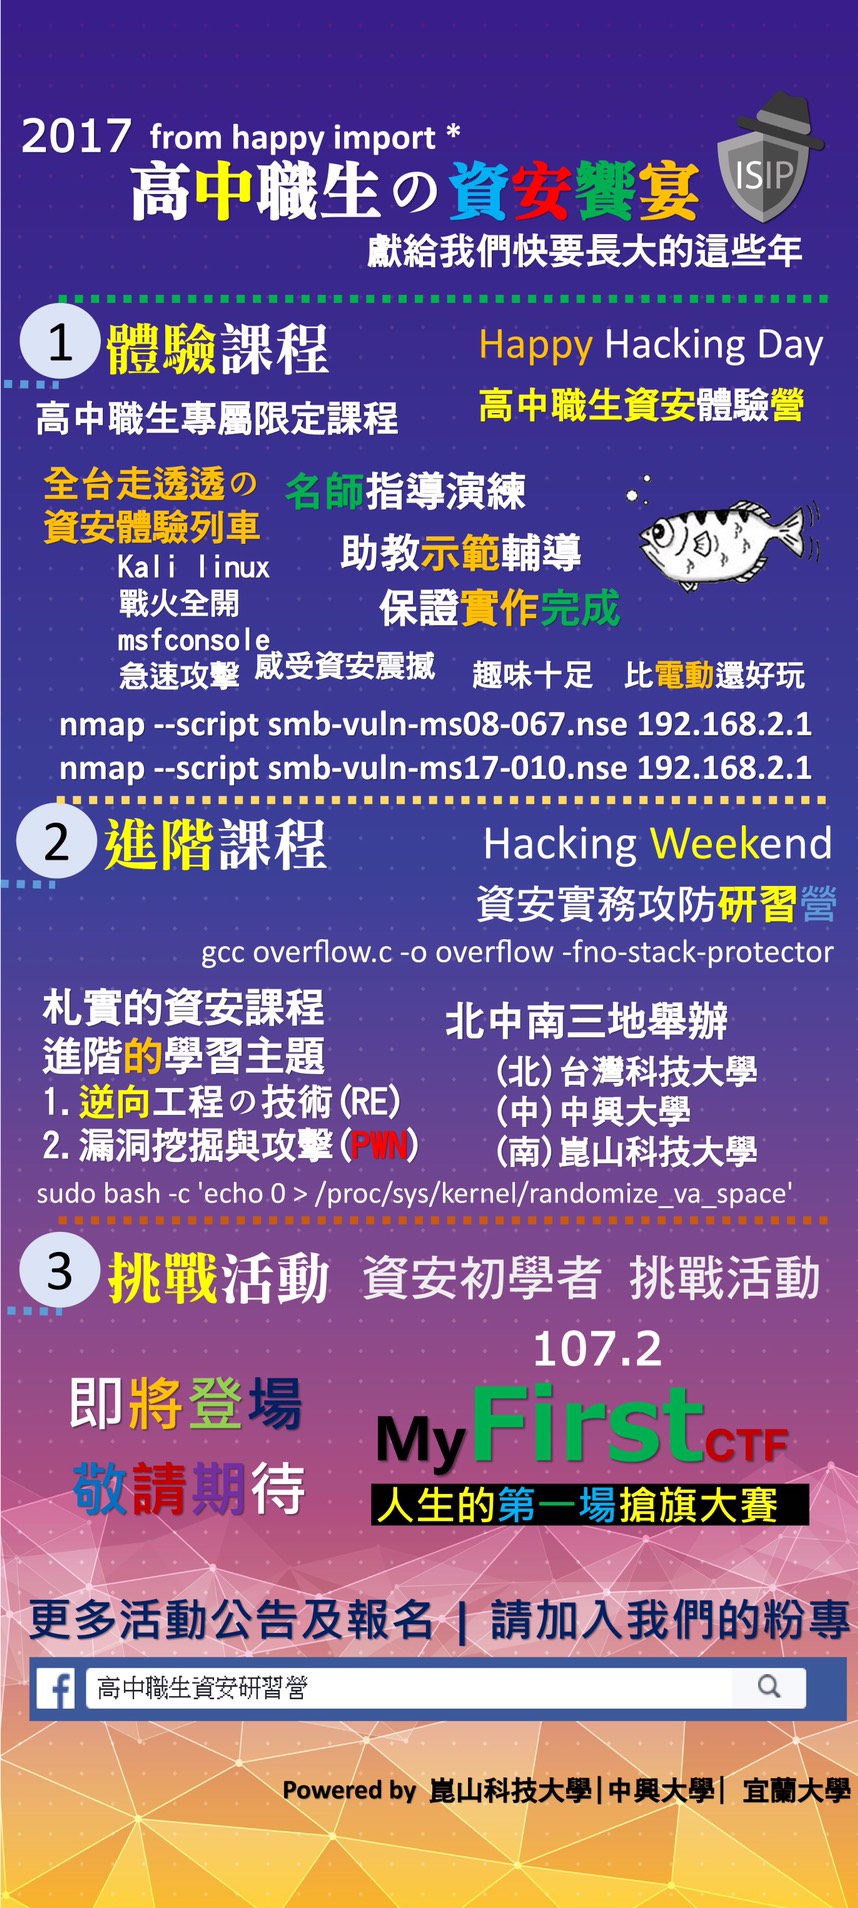 2017 from happy import *
高中職生の資安饗宴
ISIP
獻給我們快要長大的這些年
1 體驗課程
Happy Hacking Day
高中職生專屬限定課程
高中職生資安體驗營
全台走透透の
資安體驗列車
Kali linux
戰火全開
msfconsole
急速攻擊
名師指導演練
助教示範輔導
保證實作完成
感受資安震撼
趣味十足 比電動還好玩
nmap --script smb-vuln-ms08-067.nse 192.168.2.1
nmap --script smb-vuln-ms17-010.nse 192.168.2.1
2 進階課程
Hacking Weekend
資安實務攻防研習營
gcc overflow.c -o overflow -fno-stack-protector
札實的資安課程
進階的學習主題
1.逆向工程の技術(RE)
2.漏洞挖掘與攻擊(PWN)
北中南三地舉辦
(北)台灣科技大學
(中)中興大學
(南)崑山科技大學
sudo bash -c 'echo 0 > /proc/sys/kernel/randomize_va_space'
3 挑戰活動 資安初學者 挑戰活動
107.2
即將登場
敬請期待
MyFirstCTF
人生的第一場搶旗大賽
更多活動公告及報名 | 請加入我們的粉專
f 高中職生資安研習營
Powered by 崑山科技大學|中興大學| 宜蘭大學